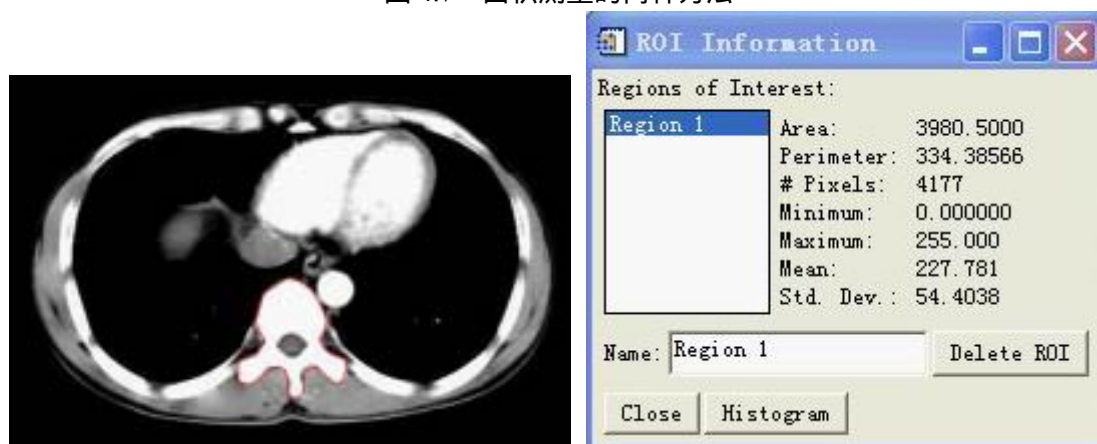 ROI Information
Regions of Interest:
Region 1
Area: 3980.5000
Perimeter: 334.38566
# Pixels: 4177
Minimum: 0.000000
Maximum: 255.000
Mean: 227.781
Std. Dev.: 54.4038
Name: Region 1
Delete ROI
Close Histogram